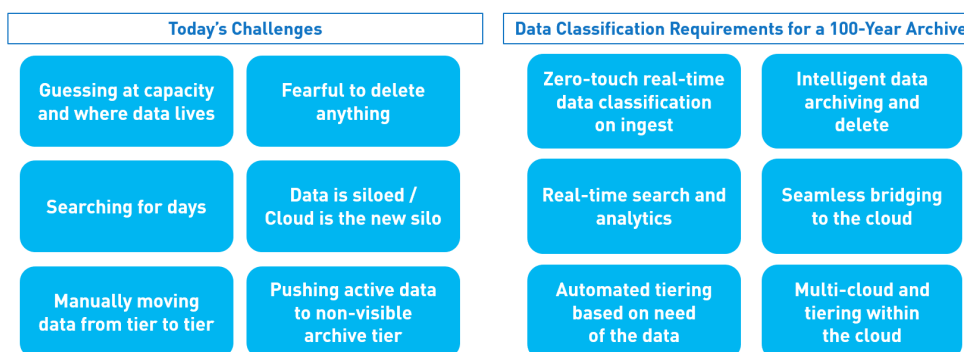 Today's Challenges
Guessing at capacity
and where data lives
Fearful to delete
anything
Searching for days
Data is siloed /
Cloud is the new silo
Manually moving
data from tier to tier
Pushing active data
to non-visible
archive tier
Data Classification Requirements for a 100-Year Archive
Zero-touch real-time
data classification
on ingest
Intelligent data
archiving and
delete
Real-time search and
analytics
Seamless bridging
to the cloud
Automated tiering
based on need
of the data
Multi-cloud and
tiering within
the cloud